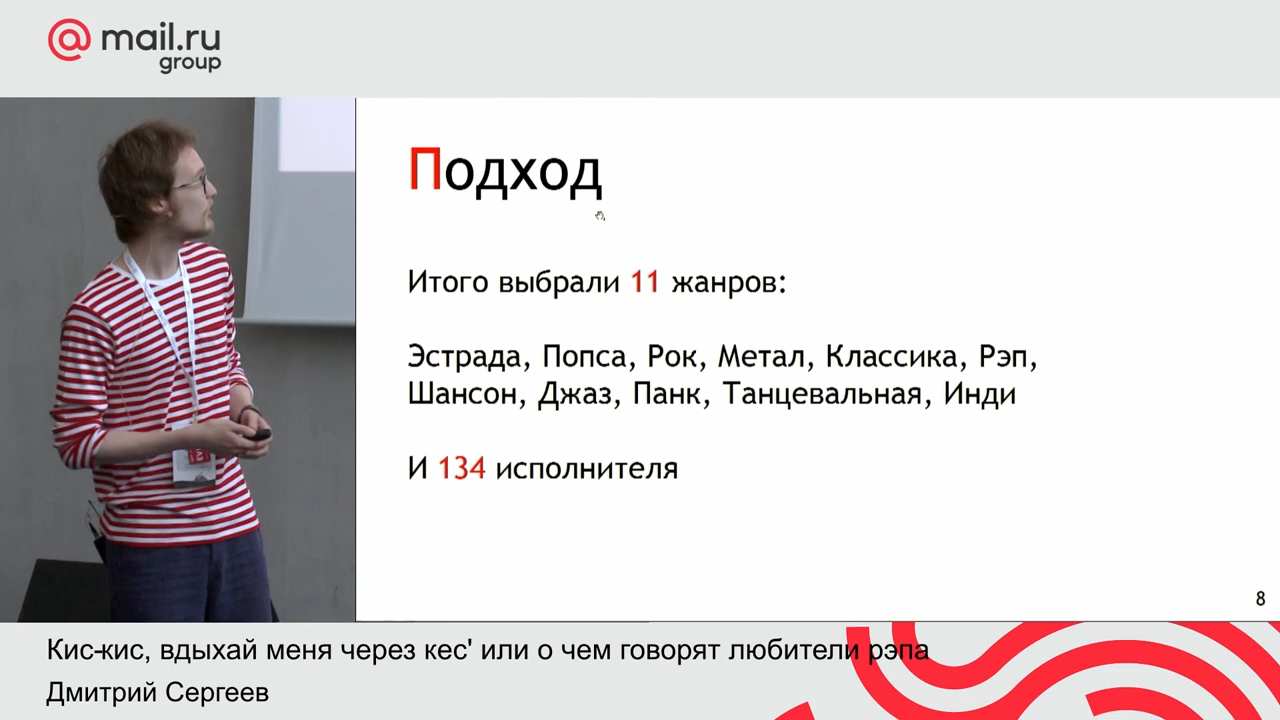 mail.ru
group
Подход
Итого выбрали 11 жанров:
Эстрада, Попса, Рок, Метал, Классика, Рэп,
Шансон, Джаз, Панк, Танцевальная, Инди
И 134 исполнителя
8
Кис-кис, вдыхай меня через кес' или о чем говорят любители рэпа
Дмитрий Сергеев